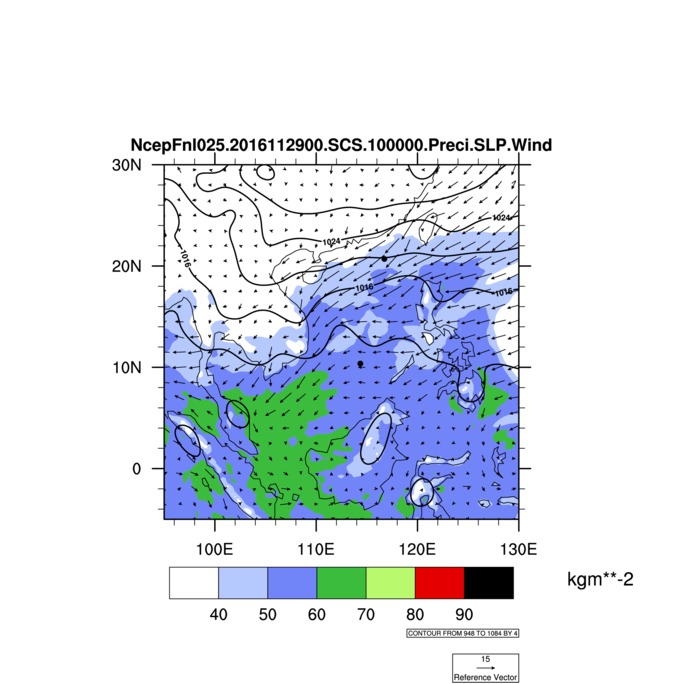 NcepFnl025.2016112900.SCS.100000.Preci.SLP.Wind
30N
1024
1024
1016
20N
1016
1016
10N
0
100E 110E 120E 130E
kgm**-2
40 50 60 70 80 90
CONTOUR FROM 948 TO 1084 BY 4
15
Reference Vector